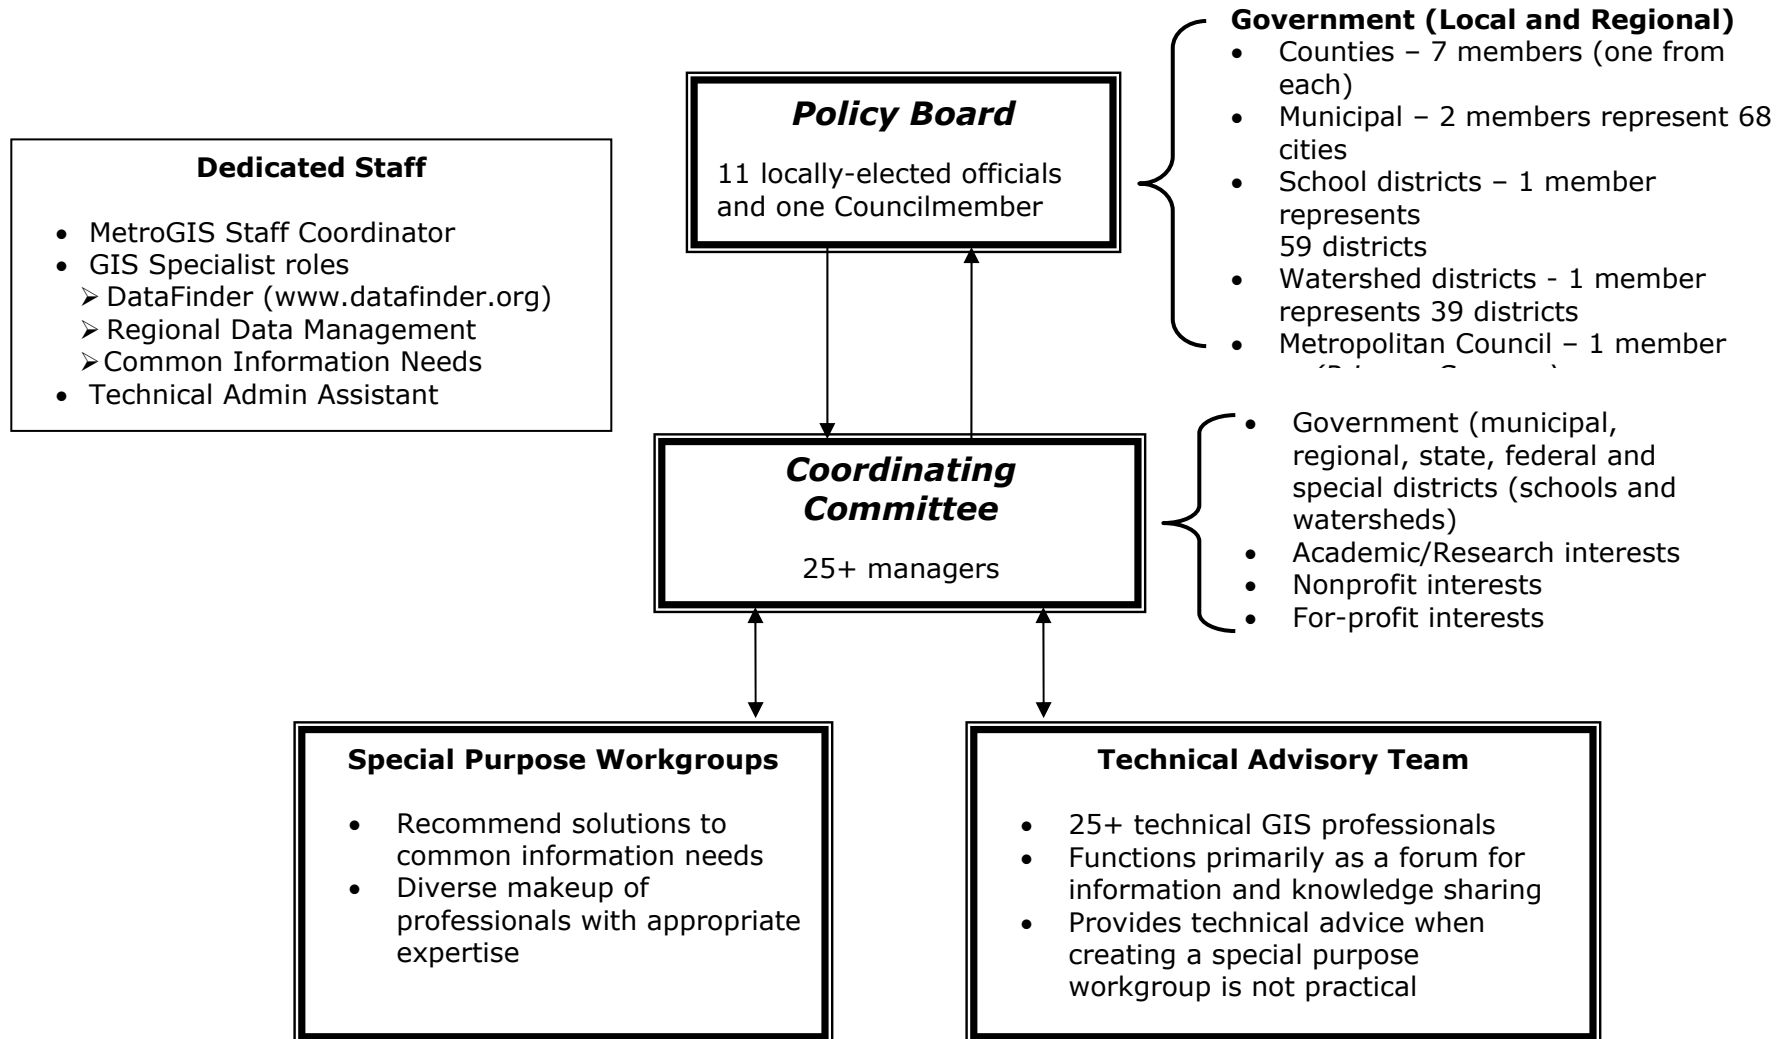 Government (Local and Regional)
• Counties – 7 members (one from
each)
• Municipal – 2 members represent 68
cities
• School districts – 1 member
represents
59 districts
• Watershed districts - 1 member
represents 39 districts
• Metropolitan Council – 1 member
Policy Board
11 locally-elected officials
and one Councilmember
Dedicated Staff
• MetroGIS Staff Coordinator
• GIS Specialist roles
➢ DataFinder (www.datafinder.org)
➢ Regional Data Management
➢ Common Information Needs
• Technical Admin Assistant
Coordinating
Committee
25+ managers
• Government (municipal,
regional, state, federal and
special districts (schools and
watersheds)
• Academic/Research interests
• Nonprofit interests
• For-profit interests
Special Purpose Workgroups
• Recommend solutions to
common information needs
• Diverse makeup of
professionals with appropriate
expertise
Technical Advisory Team
• 25+ technical GIS professionals
• Functions primarily as a forum for
information and knowledge sharing
• Provides technical advice when
creating a special purpose
workgroup is not practical